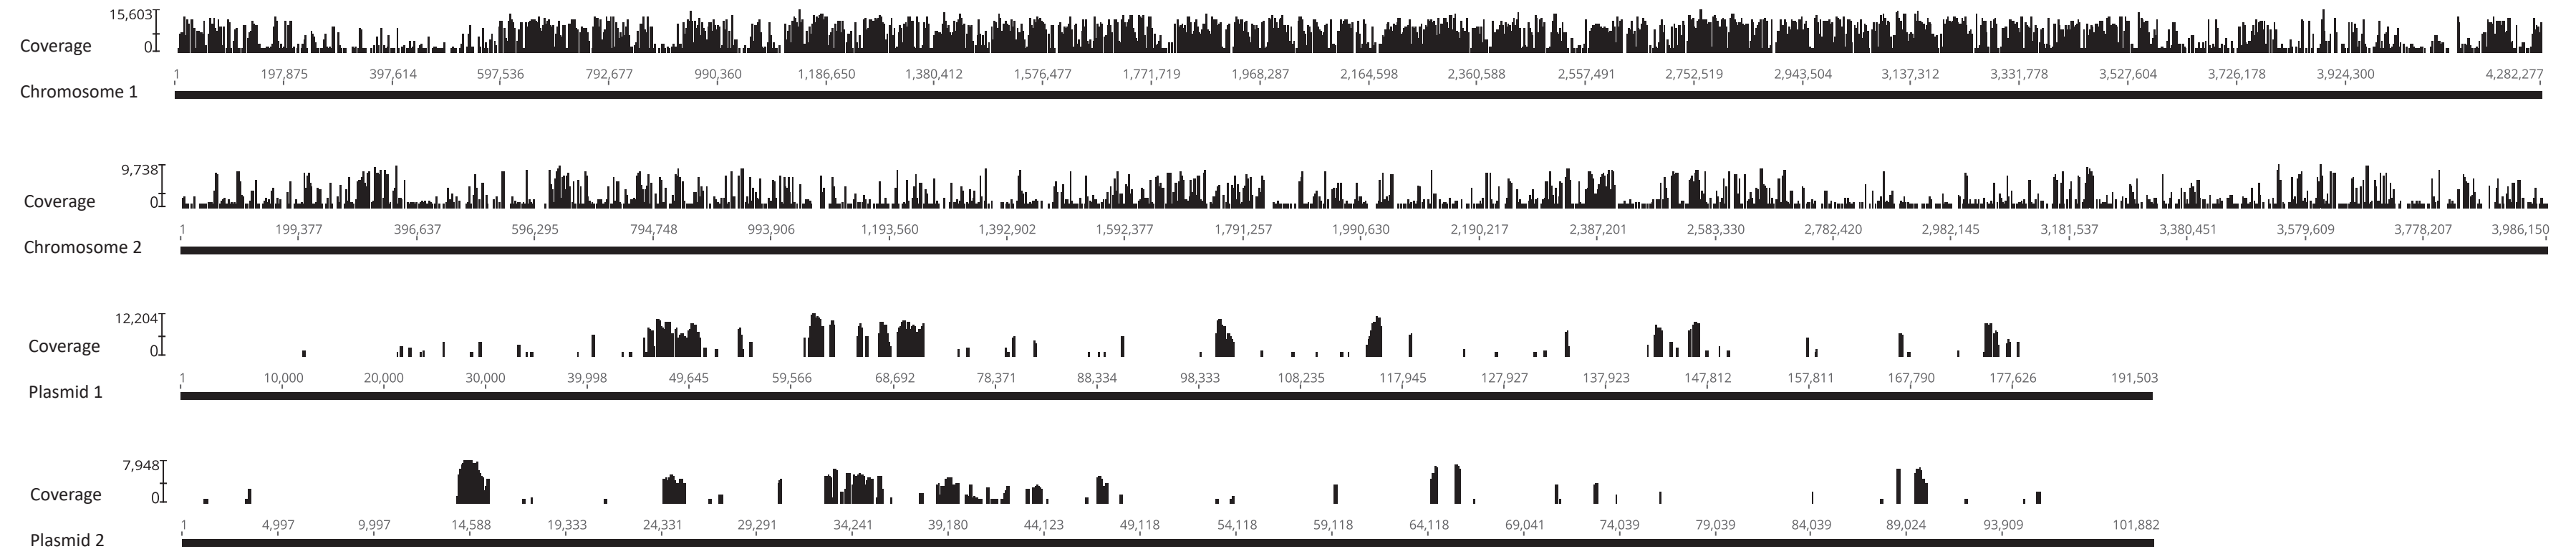 15,603
Coverage
0
1 197,875 397,614 597,536 792,677 990,360 1,186,650 1,380,412 1,576,477 1,771,719 1,968,287 2,164,598 2,360,588 2,557,491 2,752,519 2,943,504 3,137,312 3,331,778 3,527,604 3,726,178 3,924,300 4,282,277
Chromosome 1
9,738
Coverage
0
1 199,377 396,637 596,295 794,748 993,906 1,193,560 1,392,902 1,592,377 1,791,257 1,990,630 2,190,217 2,387,201 2,583,330 2,782,420 2,982,145 3,181,537 3,380,451 3,579,609 3,778,207 3,986,150
Chromosome 2
12,204
Coverage
0
1 10,000 20,000 30,000 39,998 49,645 59,566 68,692 78,371 88,334 98,333 108,235 117,945 127,927 137,923 147,812 157,811 167,790 177,626 191,503
Plasmid 1
7,948
Coverage
0
1 4,997 9,997 14,588 19,333 24,331 29,291 34,241 39,180 44,123 49,118 54,118 59,118 64,118 69,041 74,039 79,039 84,039 89,024 93,909 101,882
Plasmid 2